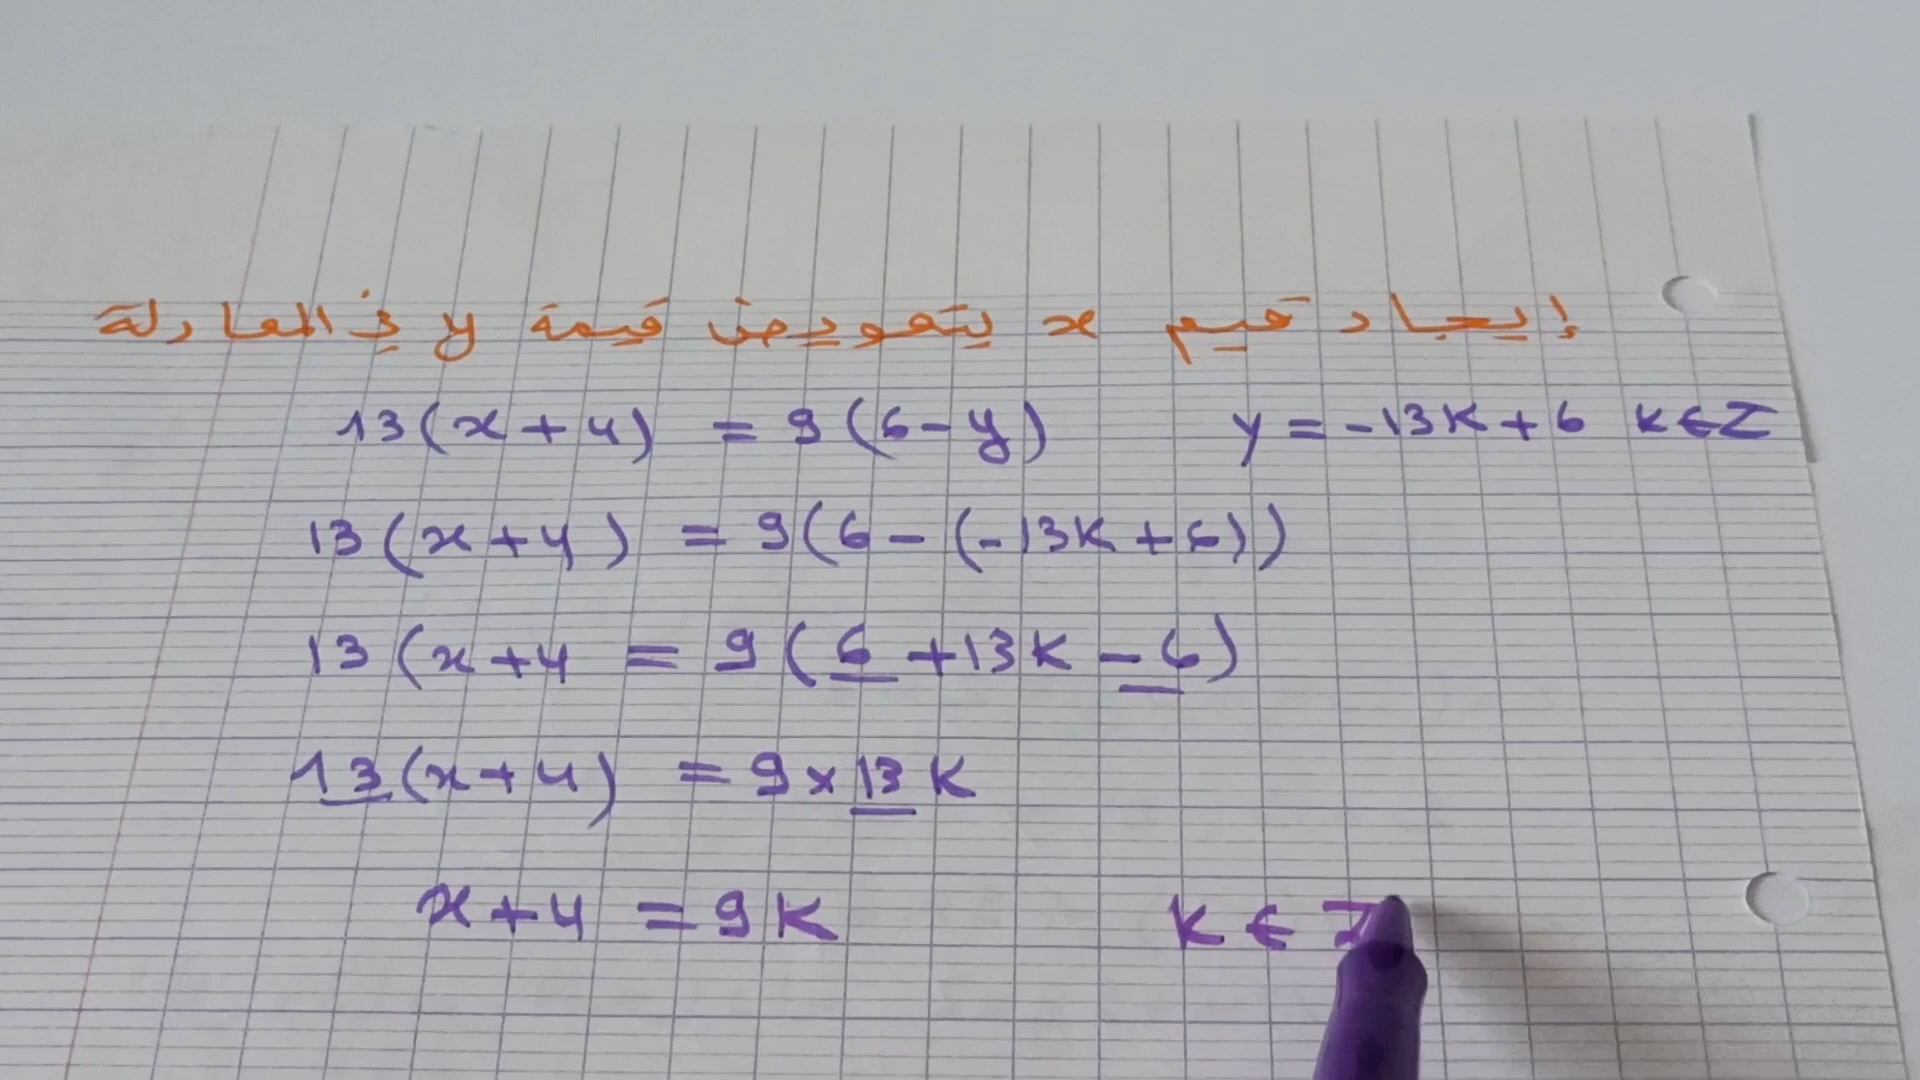 إيجاد قيم x بتعويض قيمة y في المعادلة
13(x+4) = 9(6-y) y = -13k+6 k∈Z
13(x+4) = 9(6-(-13k+6))
13(x+4 = 9(6+13k-6)
13(x+4) = 9×13k
x+4 = 9k k∈Z